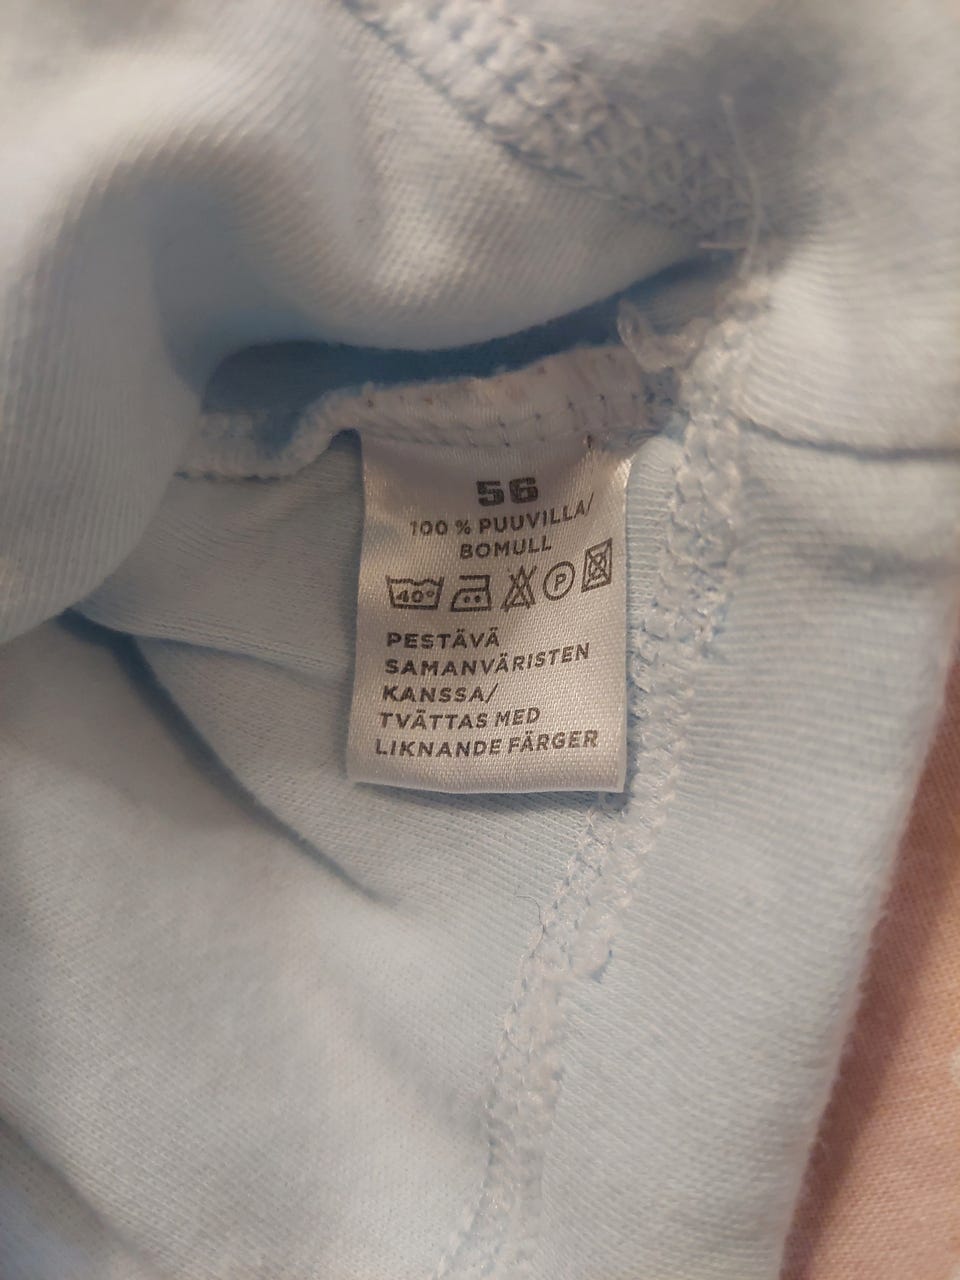 56
100 % PUUVILLA/
BOMULL
40° P
PESTÄVÄ
SAMANVÄRISTEN
KANSSA/
TVÄTTAS MED
LIKNANDE FÄRGER